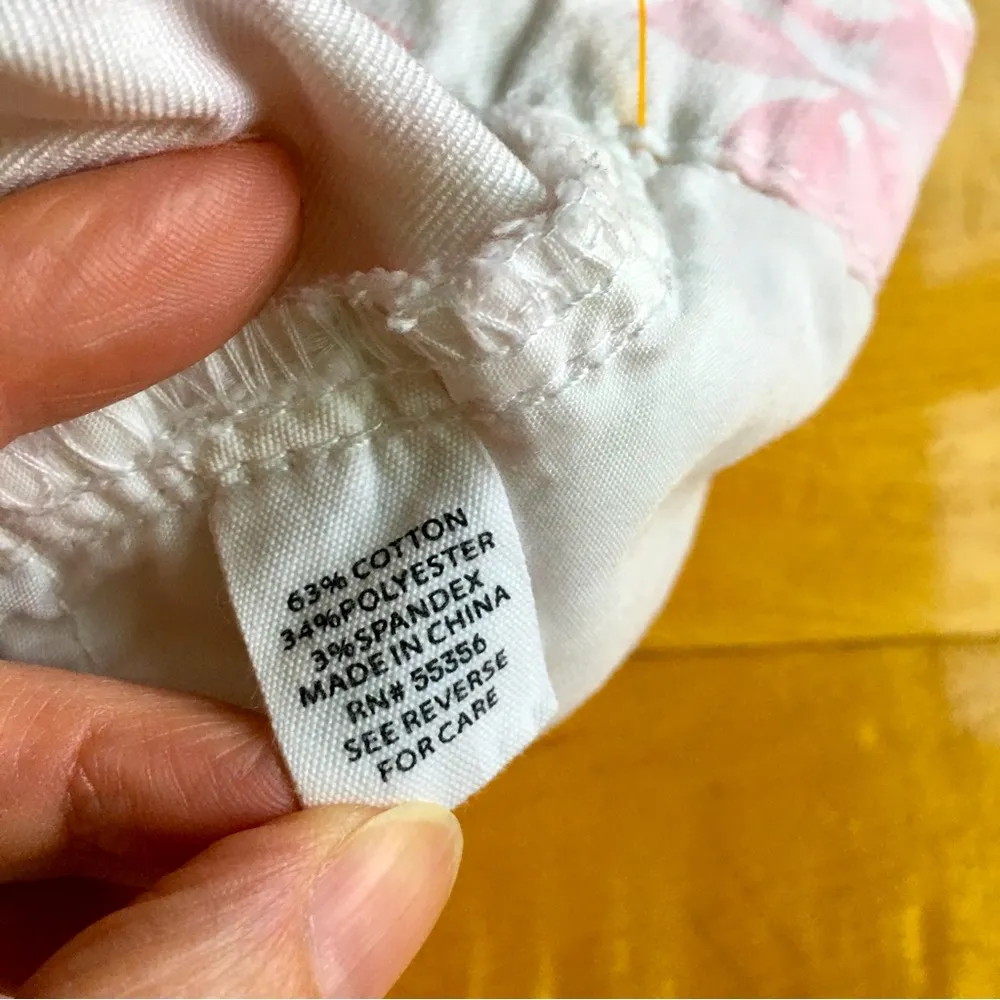 63% COTTON
34%POLYESTER
3%SPANDEX
MADE IN CHINA
RN# 55356
SEE REVERSE
FOR CARE